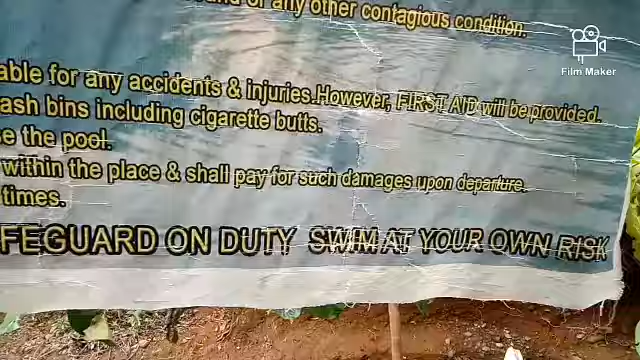 or any other contagious condition.
Film Maker
able for any accidents & injuries.However, FIRST AID will be provided.
ash bins including cigarette butts.
se the pool.
within the place & shall pay for such damages upon departure.
times.
FEGUARD ON DUTY SWIM AT YOUR OWN RISK